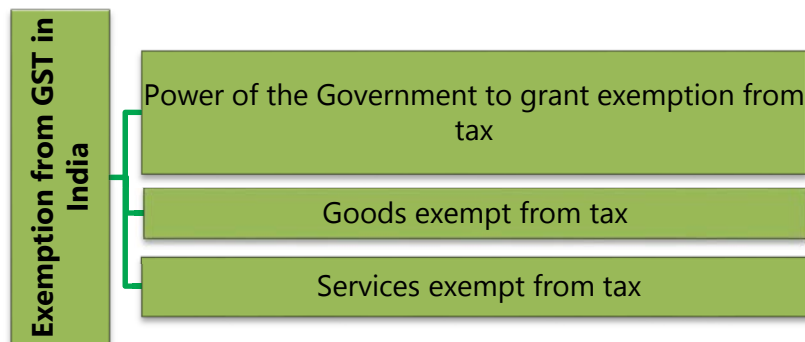 Exemption from GST in
India
Power of the Government to grant exemption from
tax
Goods exempt from tax
Services exempt from tax